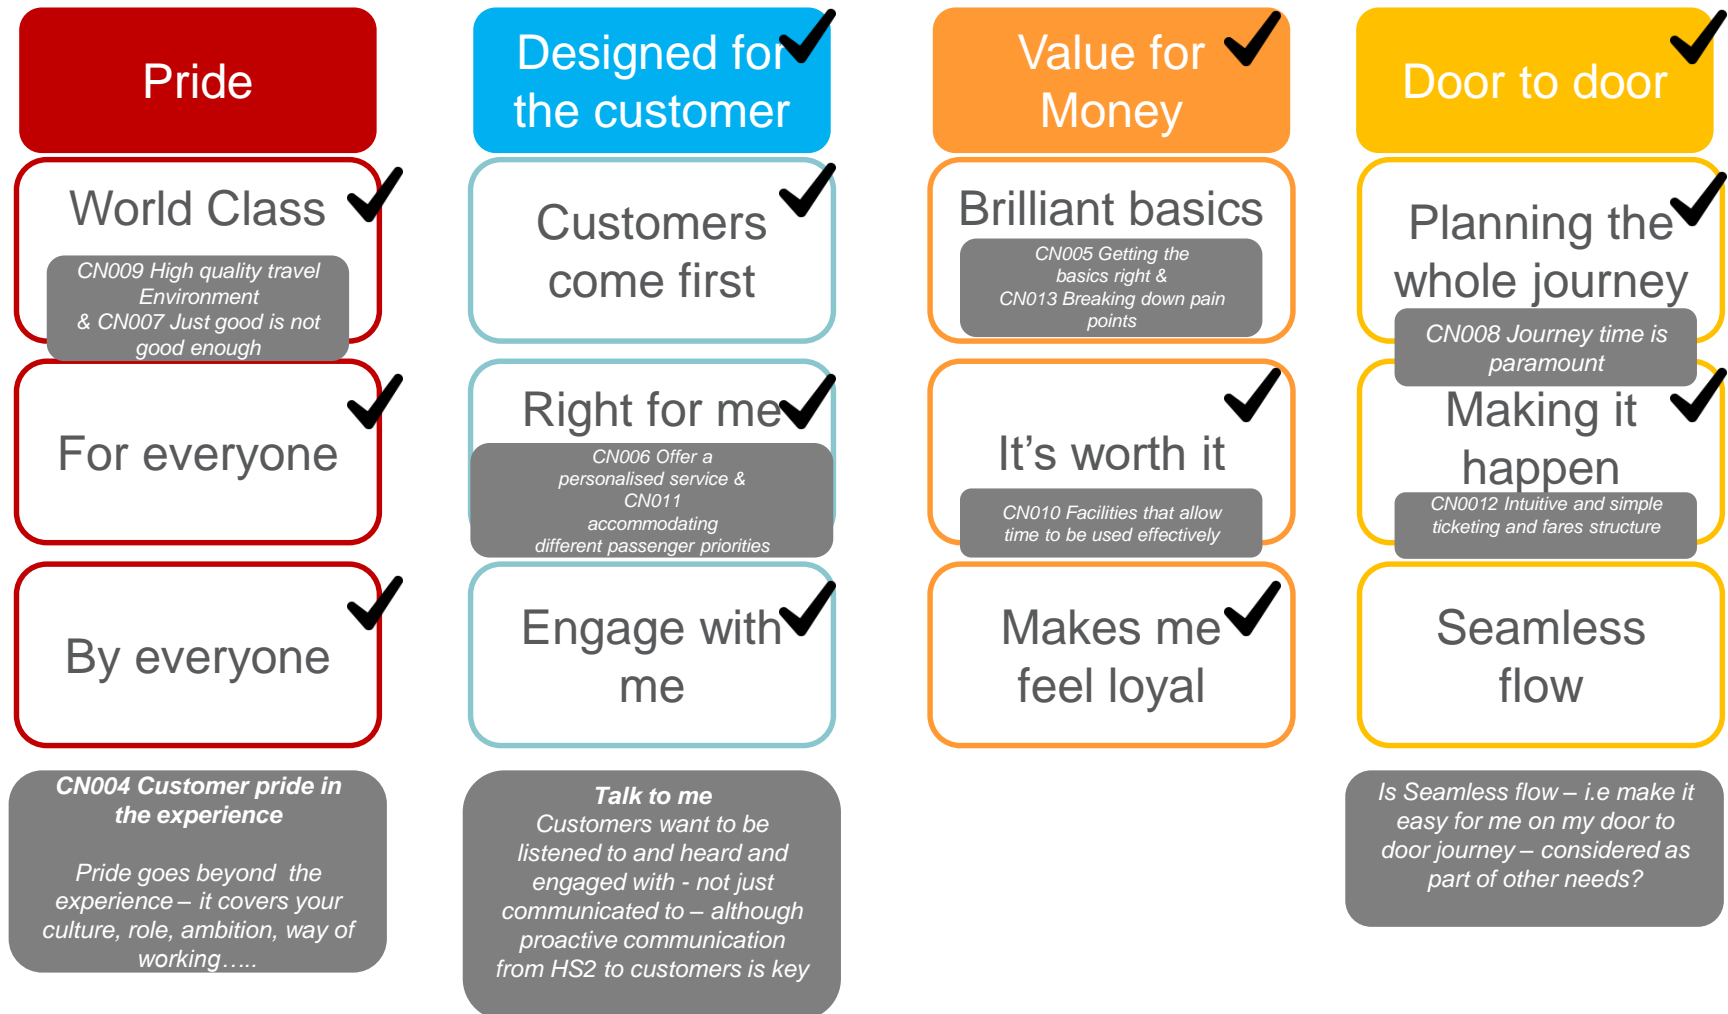 Pride
World Class
CN009 High quality travel
Environment
& CN007 Just good is not
good enough
For everyone
By everyone
CN004 Customer pride in
the experience
Pride goes beyond the
experience – it covers your
culture, role, ambition, way of
working…..
Designed for
the customer
Customers
come first
Right for me
CN006 Offer a
personalised service &
CN011
accommodating
different passenger priorities
Engage with
me
Talk to me
Customers want to be
listened to and heard and
engaged with - not just
communicated to – although
proactive communication
from HS2 to customers is key
Value for
Money
Brilliant basics
CN005 Getting the
basics right &
CN013 Breaking down pain
points
It's worth it
CN010 Facilities that allow
time to be used effectively
Makes me
feel loyal
Door to door
Planning the
whole journey
CN008 Journey time is
paramount
Making it
happen
CN0012 Intuitive and simple
ticketing and fares structure
Seamless
flow
Is Seamless flow – i.e make it
easy for me on my door to
door journey – considered as
part of other needs?